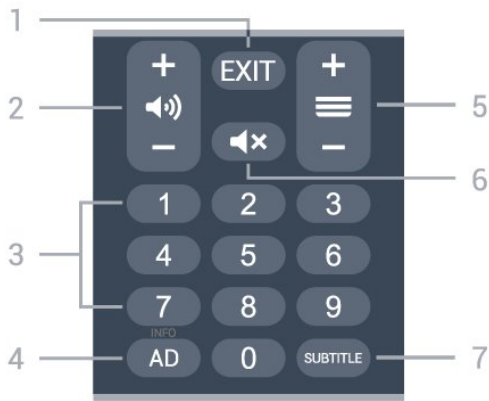 1
+ EXIT +
2
5
- -
6
1 2 3
3
4 5 6
7 8 9
INFO
4 AD 0 SUBTITLE 7